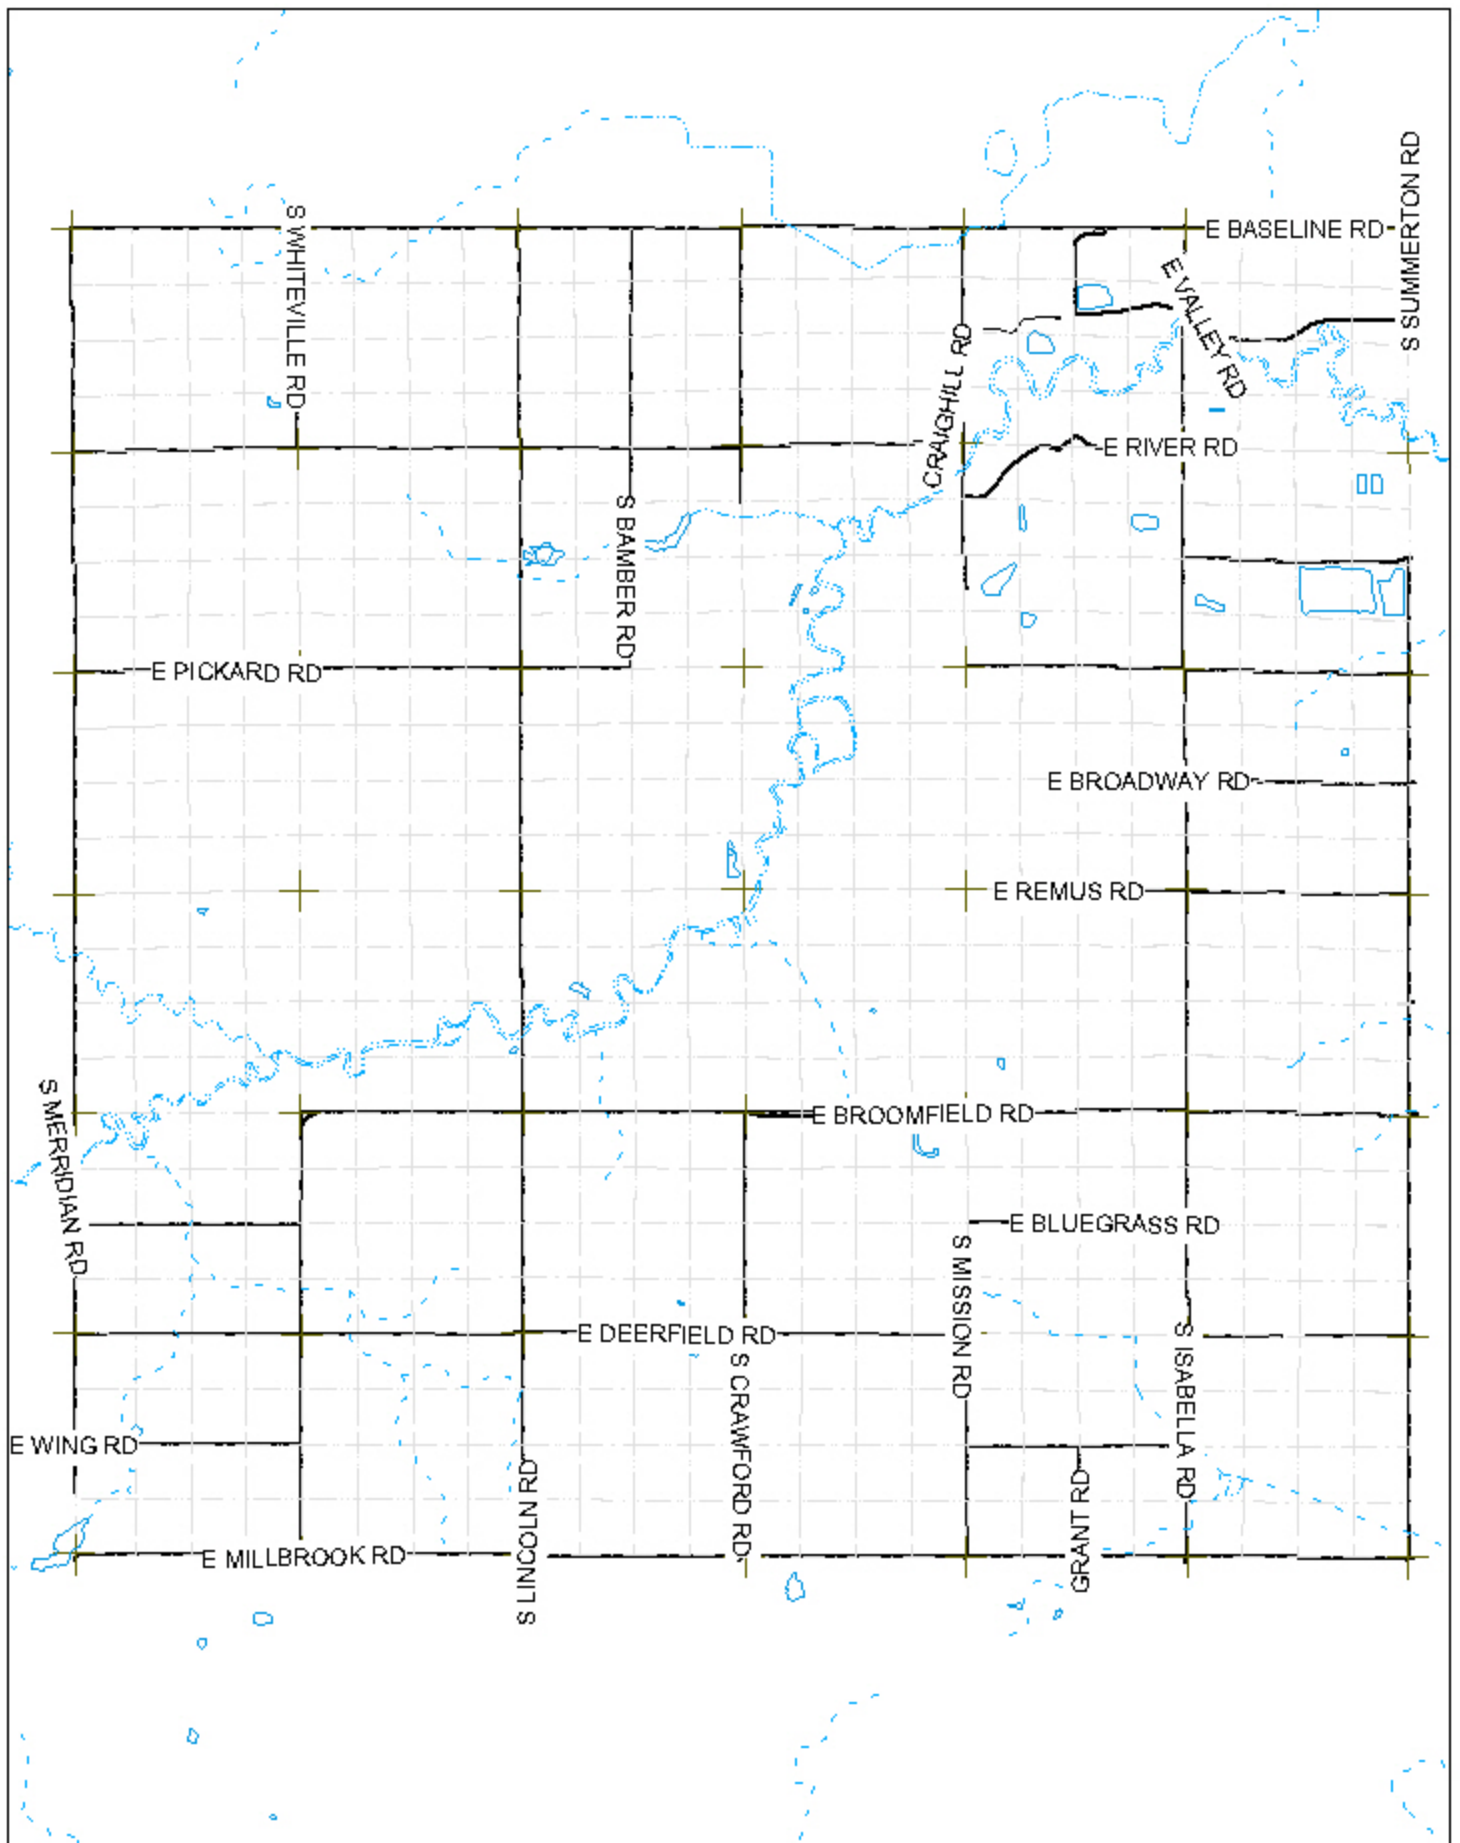 S SUMMERTON RD
S WHITEVILLE RD
E BASELINE RD
E VALLEY RD
CRAIGHILL RD
E RIVER RD
S BAMBER RD
E PICKARD RD
E BROADWAY RD
E REMUS RD
S MERRIDIAN RD
E BROOMFIELD RD
E BLUEGRASS RD
S MISSION RD
E DEERFIELD RD
S ISABELLA RD
S CRAWFORD RD
E WING RD
S LINCOLN RD
GRANT RD
E MILLBROOK RD